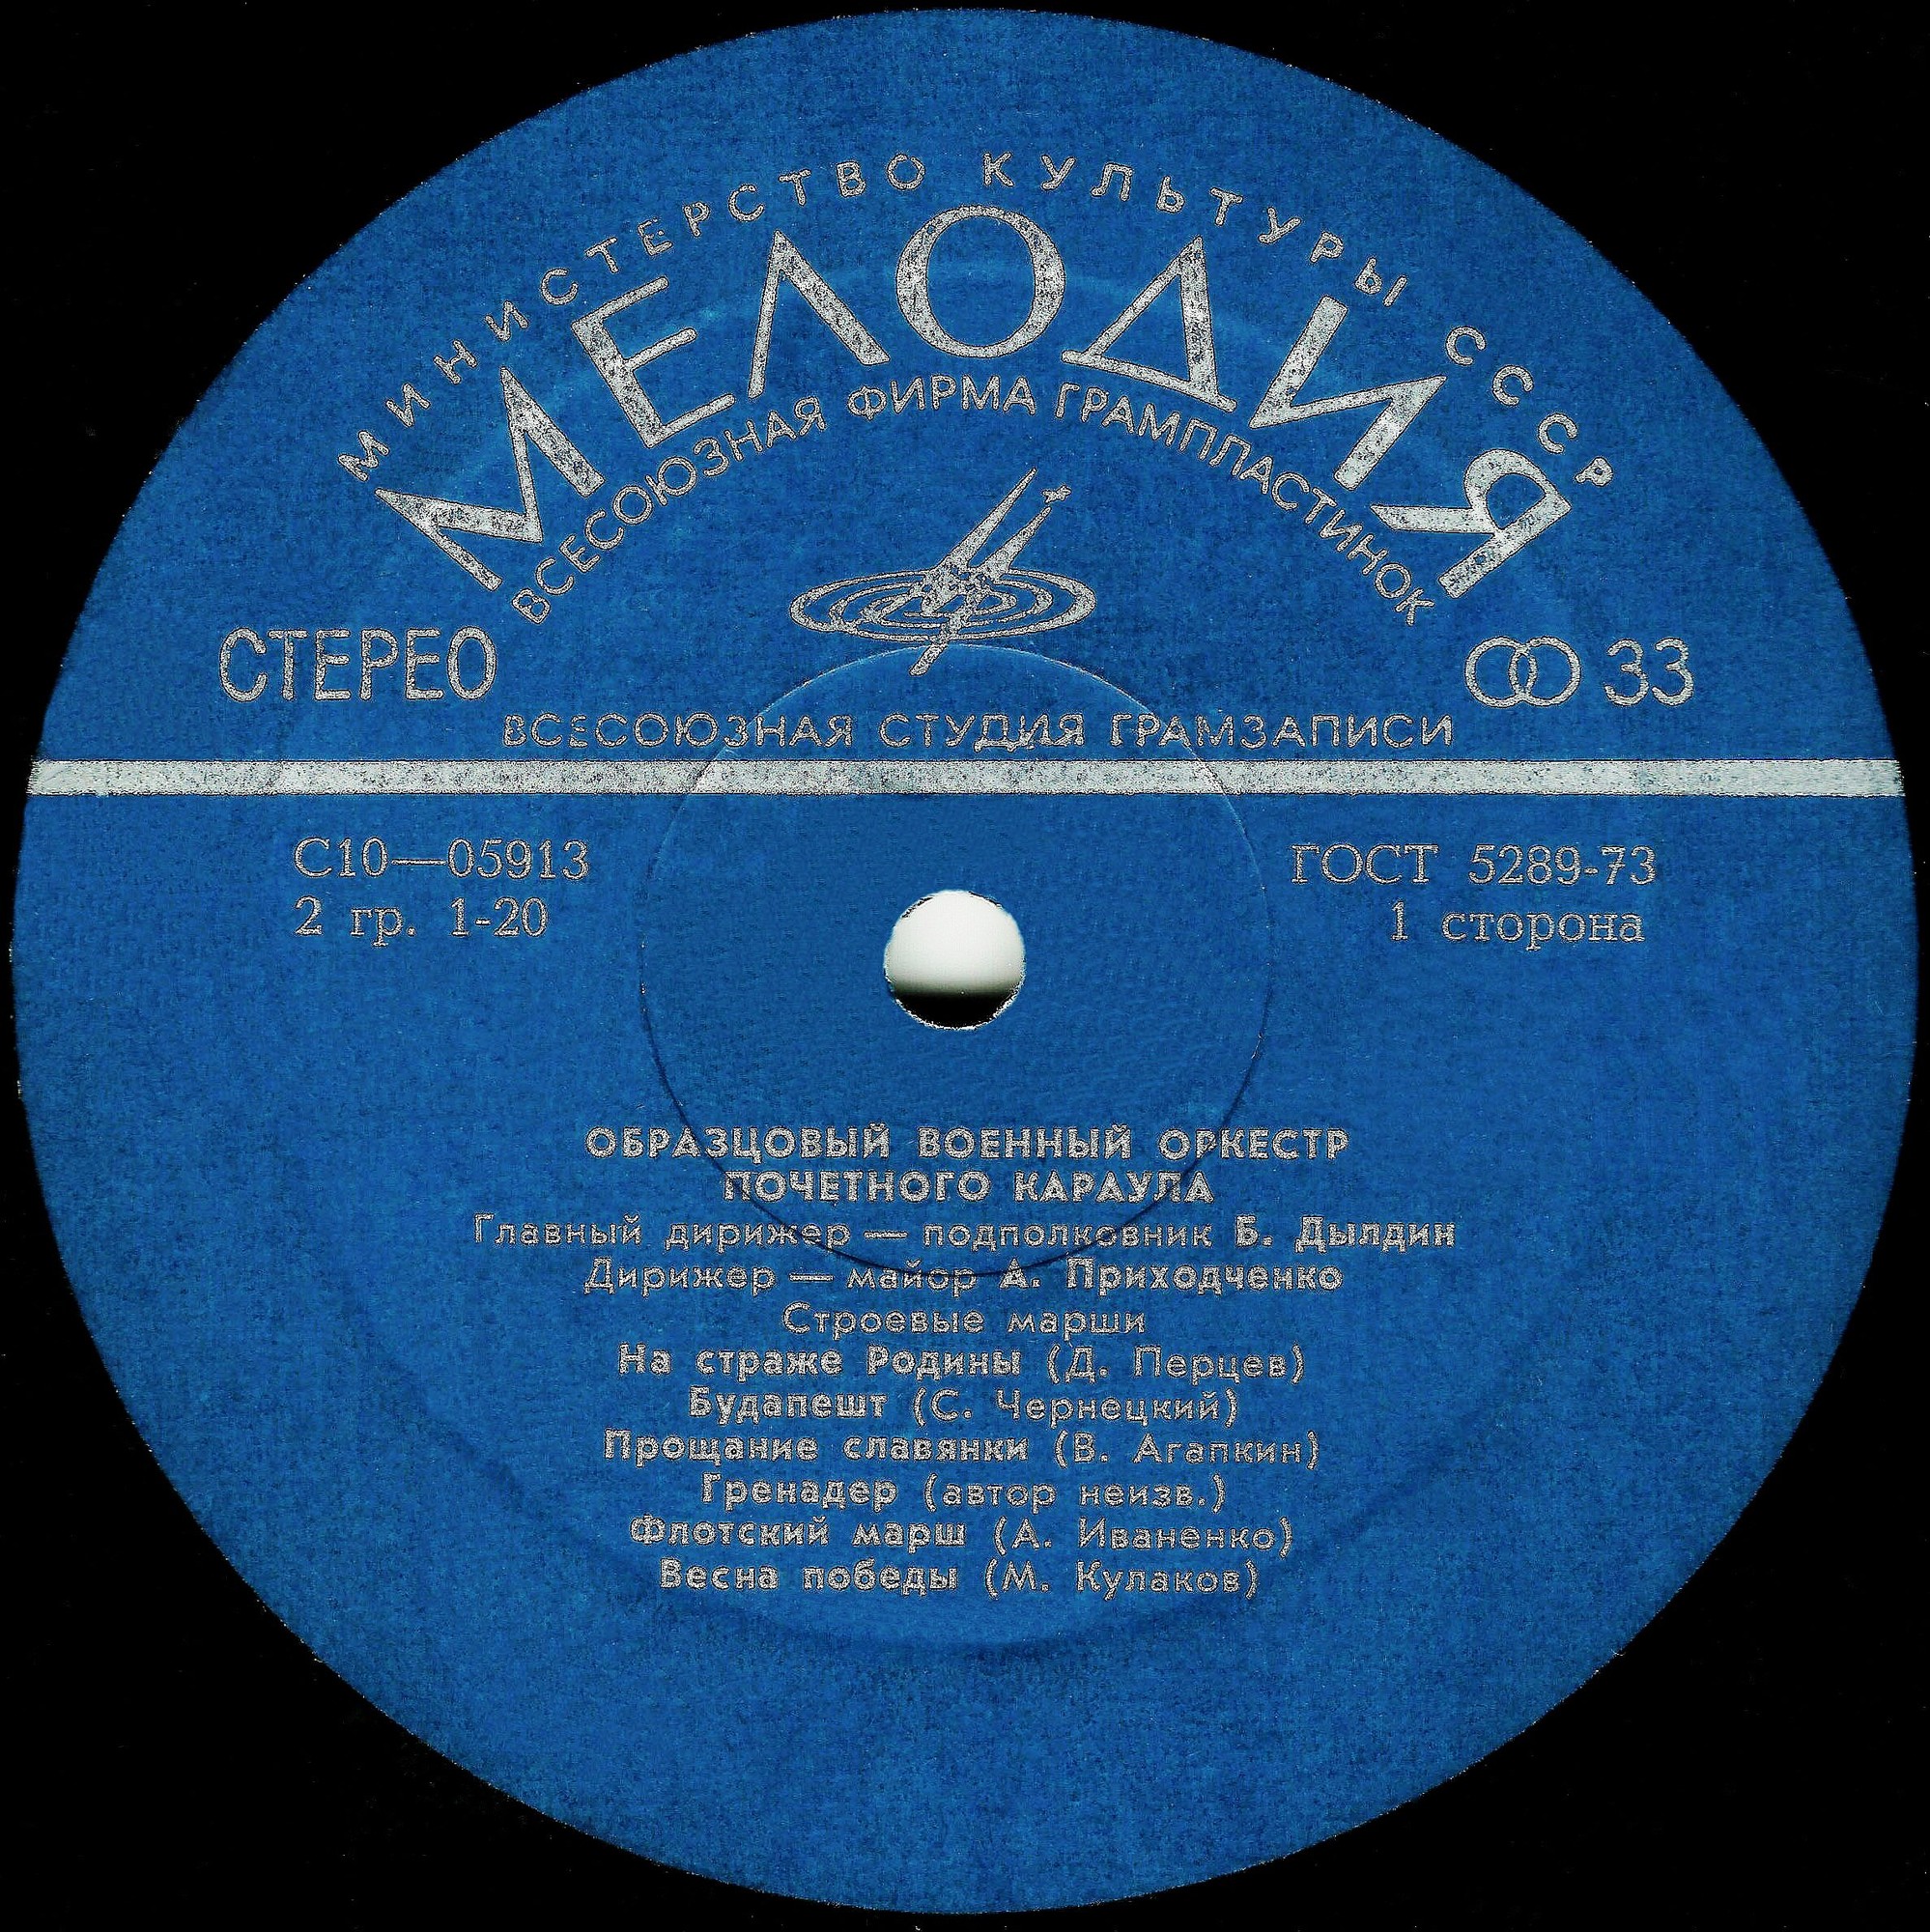 МИНИСТЕРСТВО КУЛЬТУРЫ СССР
МЕЛОДИЯ
ВСЕСОЮЗНАЯ ФИРМА ГРАМПЛАСТИНОК
СТЕРЕО
33
ВСЕСОЮЗНАЯ СТУДИЯ ГРАМЗАПИСИ
С10—05913
ГОСТ 5289-73
2 гр. 1-20
1 сторона
ОБРАЗЦОВЫЙ ВОЕННЫЙ ОРКЕСТР
ПОЧЕТНОГО КАРАУЛА
Главный дирижер — подполковник Б. Дылдин
Дирижер — майор А. Приходченко
Строевые марши
На страже Родины (Д. Перцев)
Будапешт (С. Чернецкий)
Прощание славянки (В. Агапкин)
Гренадер (автор неизв.)
Флотский марш (А. Иваненко)
Весна победы (М. Кулаков)